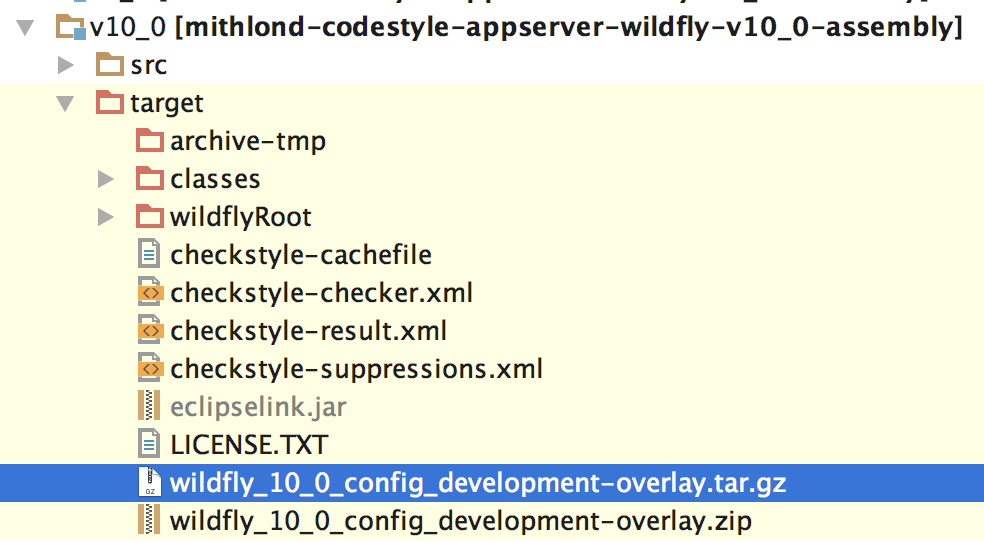 v10_0 [mithlond-codestyle-appserver-wildfly-v10_0-assembly]
src
target
archive-tmp
classes
wildflyRoot
checkstyle-cachefile
checkstyle-checker.xml
checkstyle-result.xml
checkstyle-suppressions.xml
eclipselink.jar
LICENSE.TXT
wildfly_10_0_config_development-overlay.tar.gz
wildfly_10_0_config_development-overlay.zip